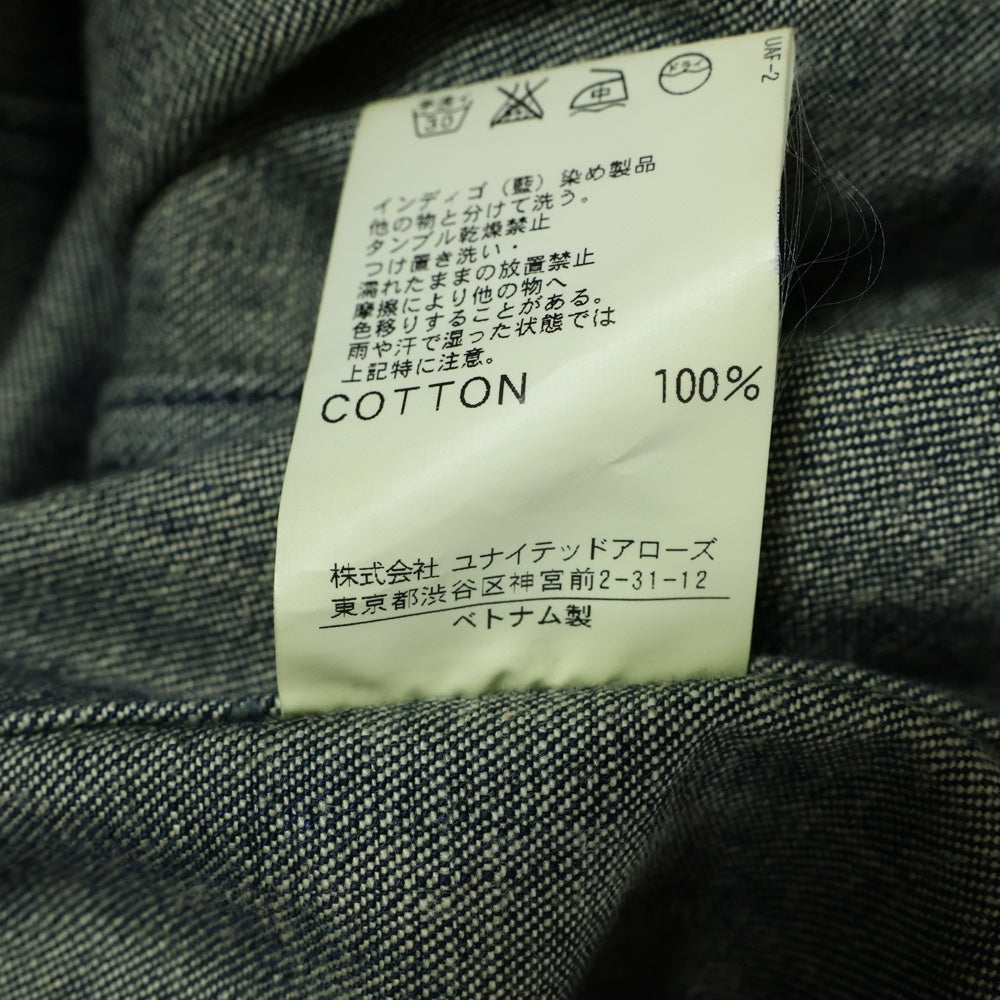 UAF-2
手洗イ
30
中
ドライ
インディゴ（藍）染め製品
他の物と分けて洗う。
タンブル乾燥禁止
つけ置き洗い・
濡れたままの放置禁止
摩擦により他の物へ
色移りすることがある。
雨や汗で湿った状態では
上記特に注意。
COTTON 100%
株式会社 ユナイテッドアローズ
東京都渋谷区神宮前2-31-12
ベトナム製